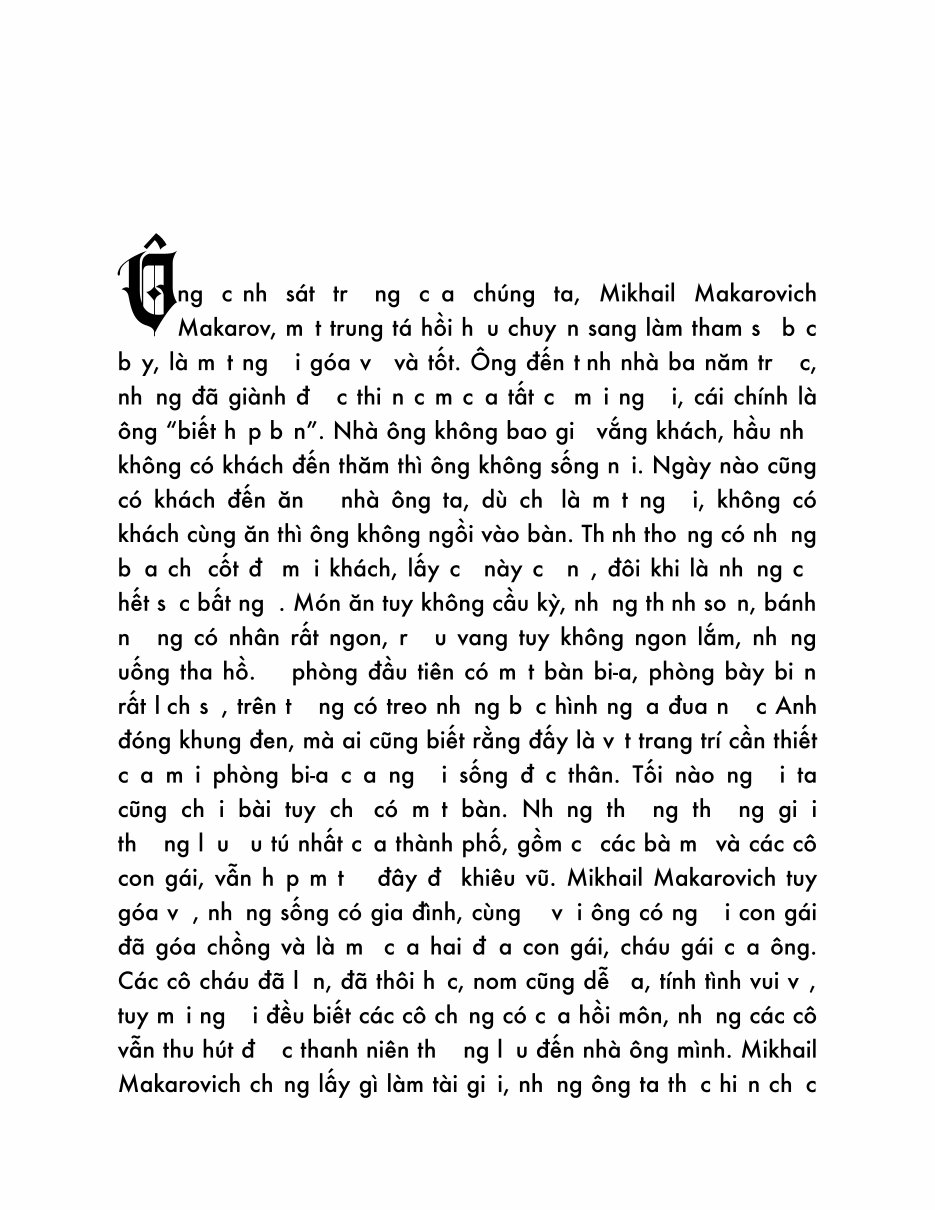 Ông c nh sát tr ng c a chúng ta, Mikhail Makarovich
Makarov, m t trung tá hồi h u chuy n sang làm tham s b c
b y, là m t ng i góa v và tốt. Ông đến t nh nhà ba năm tr c,
nh ng đã giành đ c thi n c m c a tất c m i ng i, cái chính là
ông “biết h p b n”. Nhà ông không bao gi vắng khách, hầu nh
không có khách đến thăm thì ông không sống n i. Ngày nào cũng
có khách đến ăn nhà ông ta, dù ch là m t ng i, không có
khách cùng ăn thì ông không ngồi vào bàn. Th nh tho ng có nh ng
b a ch cốt đ m i khách, lấy c này c n , đôi khi là nh ng c
hết s c bất ng . Món ăn tuy không cầu kỳ, nh ng th nh so n, bánh
n ng có nhân rất ngon, r u vang tuy không ngon lắm, nh ng
uống tha hồ. phòng đầu tiên có m t bàn bi-a, phòng bày bi n
rất l ch s , trên t ng có treo nh ng b c hình ng a đua n c Anh
đóng khung đen, mà ai cũng biết rằng đấy là v t trang trí cần thiết
c a m i phòng bi-a c a ng i sống đ c thân. Tối nào ng i ta
cũng ch i bài tuy ch có m t bàn. Nh ng th ng th ng gi i
th ng l u u tú nhất c a thành phố, gồm c các bà m và các cô
con gái, vẫn h p m t đây đ khiêu vũ. Mikhail Makarovich tuy
góa v , nh ng sống có gia đình, cùng v i ông có ng i con gái
đã góa chồng và là m c a hai đ a con gái, cháu gái c a ông.
Các cô cháu đã l n, đã thôi h c, nom cũng dễ a, tính tình vui v ,
tuy m i ng i đều biết các cô ch ng có c a hồi môn, nh ng các cô
vẫn thu hút đ c thanh niên th ng l u đến nhà ông mình. Mikhail
Makarovich ch ng lấy gì làm tài gi i, nh ng ông ta th c hi n ch c